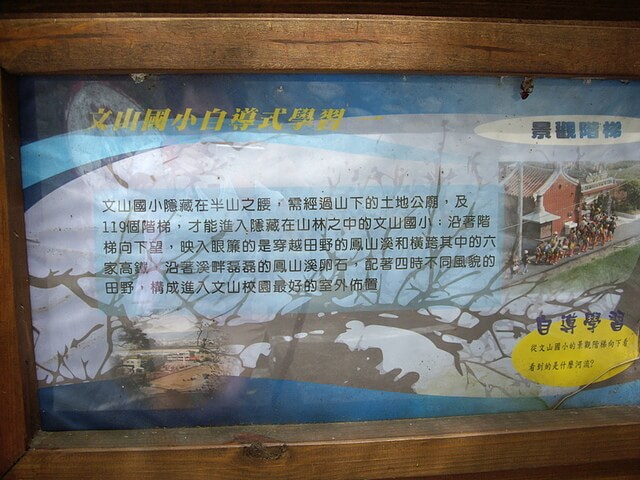 文山國小自導式學習
景觀階梯
文山國小隱藏在半山之腰，需經過山下的土地公廟，及
119個階梯，才能進入隱藏在山林之中的文山國小；沿著階
梯向下望，映入眼簾的是穿越田野的鳳山溪和橫跨其中的六
家高鐵，沿著溪畔磊磊的鳳山溪卵石，配著四時不同風貌的
田野，構成進入文山校園最好的室外佈置
自導學習
從文山國小的景觀階梯向下看
看到的是什麼河流？